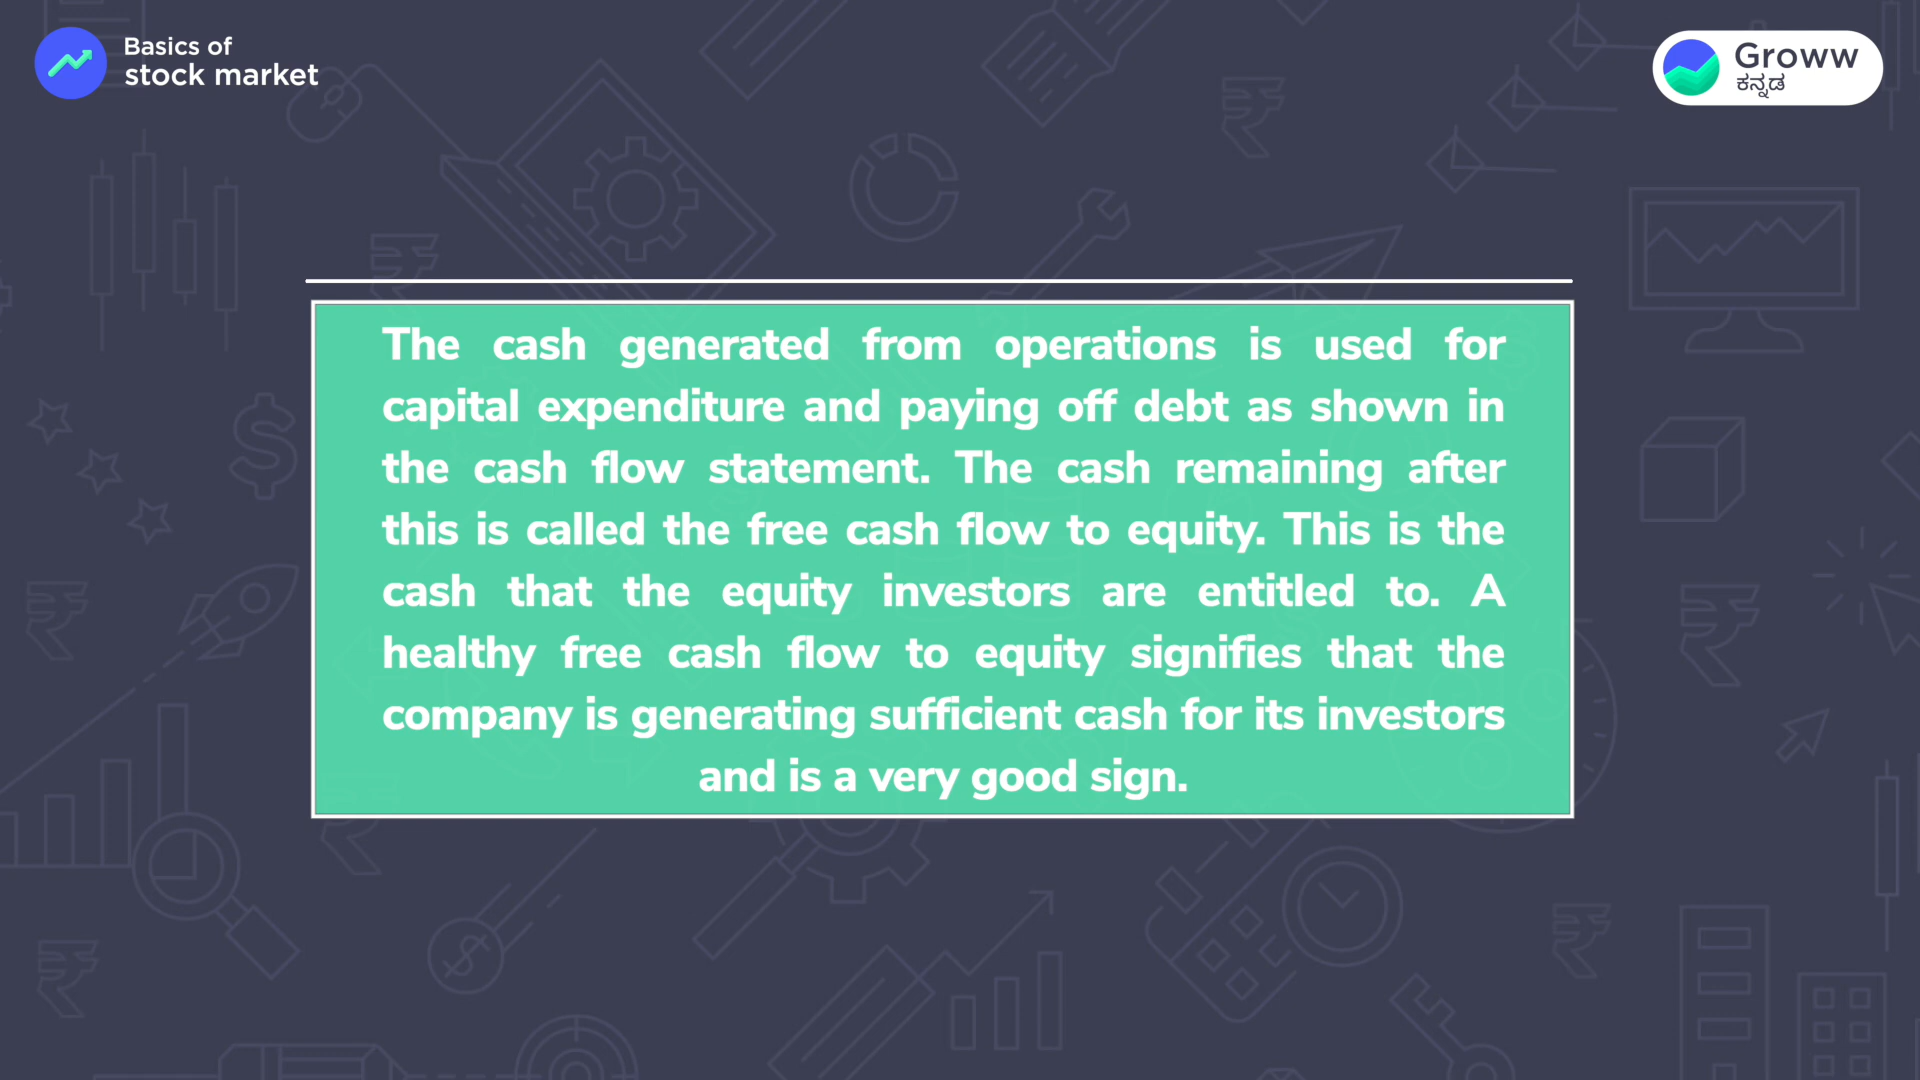 Basics of
stock market
Groww
ಕನ್ನಡ
The cash generated from operations is used for
capital expenditure and paying off debt as shown in
the cash flow statement. The cash remaining after
this is called the free cash flow to equity. This is the
cash that the equity investors are entitled to. A
healthy free cash flow to equity signifies that the
company is generating sufficient cash for its investors
and is a very good sign.